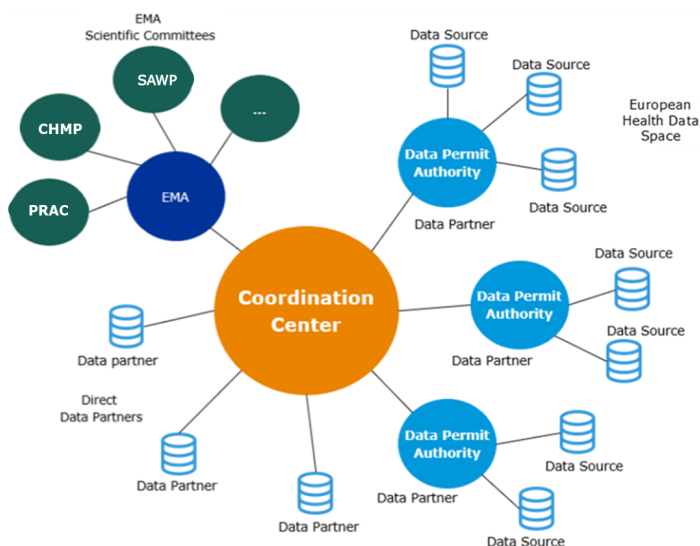 EMA
Scientific Committees
SAWP
...
CHMP
PRAC
EMA
Data Source
Data Source
European
Health Data
Space
Data Permit
Authority
Data Source
Data Partner
Coordination
Center
Data Source
Data Permit
Authority
Data Source
Data Partner
Data partner
Direct
Data Partners
Data Permit
Authority
Data Source
Data Partner
Data Source
Data Partner
Data Partner